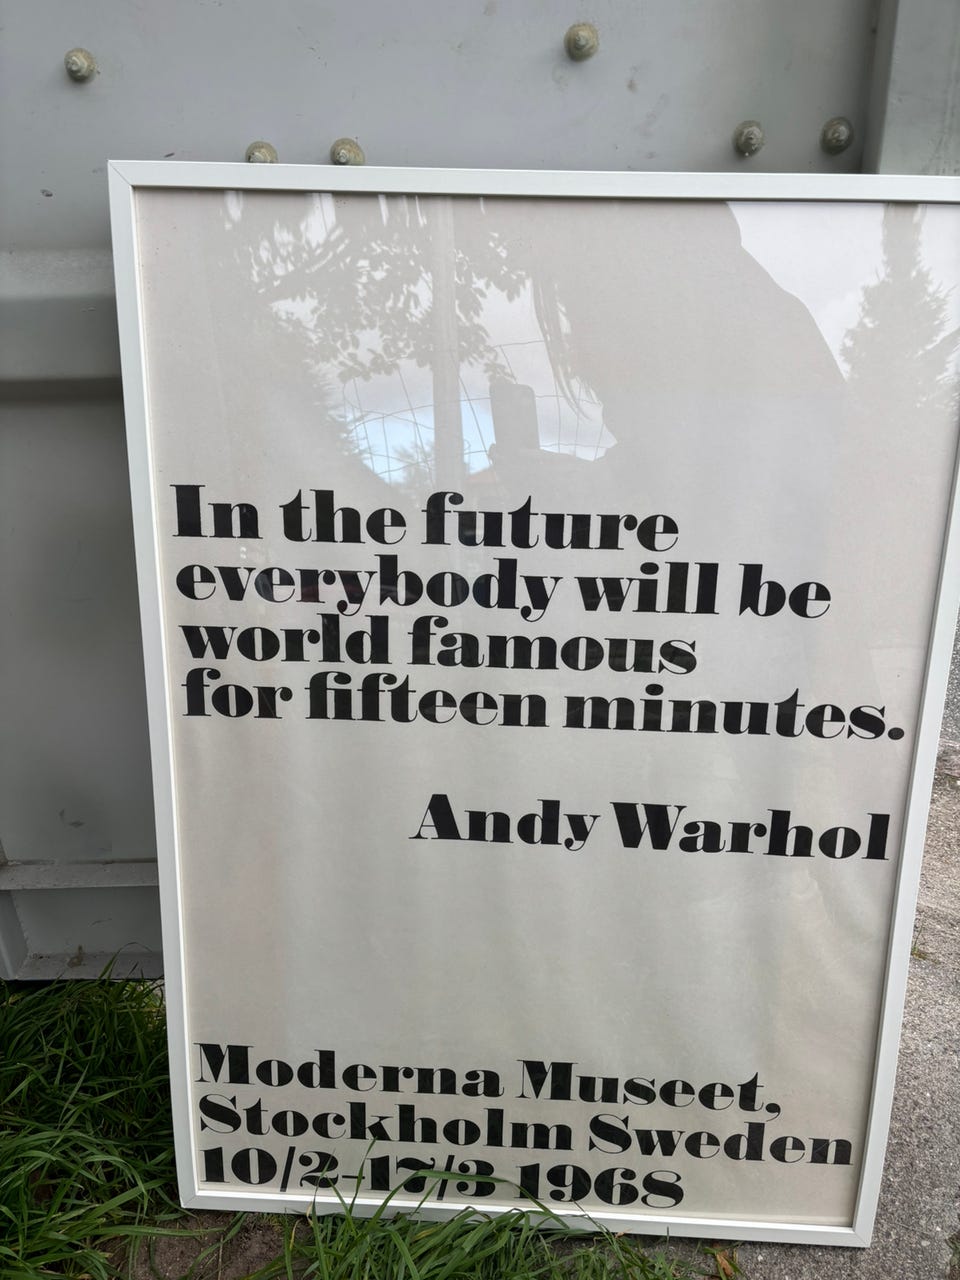 In the future
everybody will be
world famous
for fifteen minutes.
Andy Warhol
Moderna Museet,
Stockholm Sweden
10/2–17/3 1968